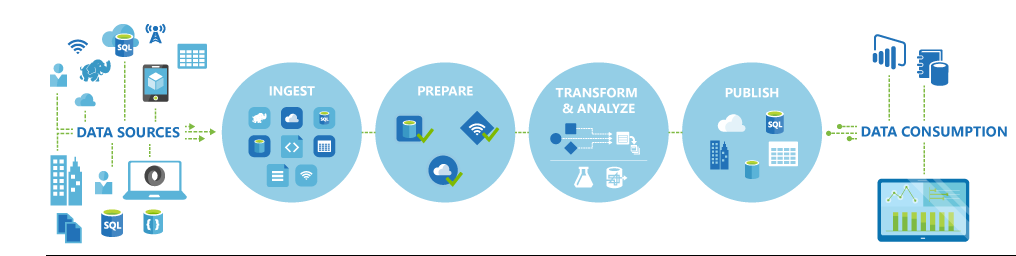 SQL
DATA SOURCES
SQL
{ }
INGEST
SQL
<>
PREPARE
TRANSFORM
& ANALYZE
PUBLISH
SQL
DATA CONSUMPTION